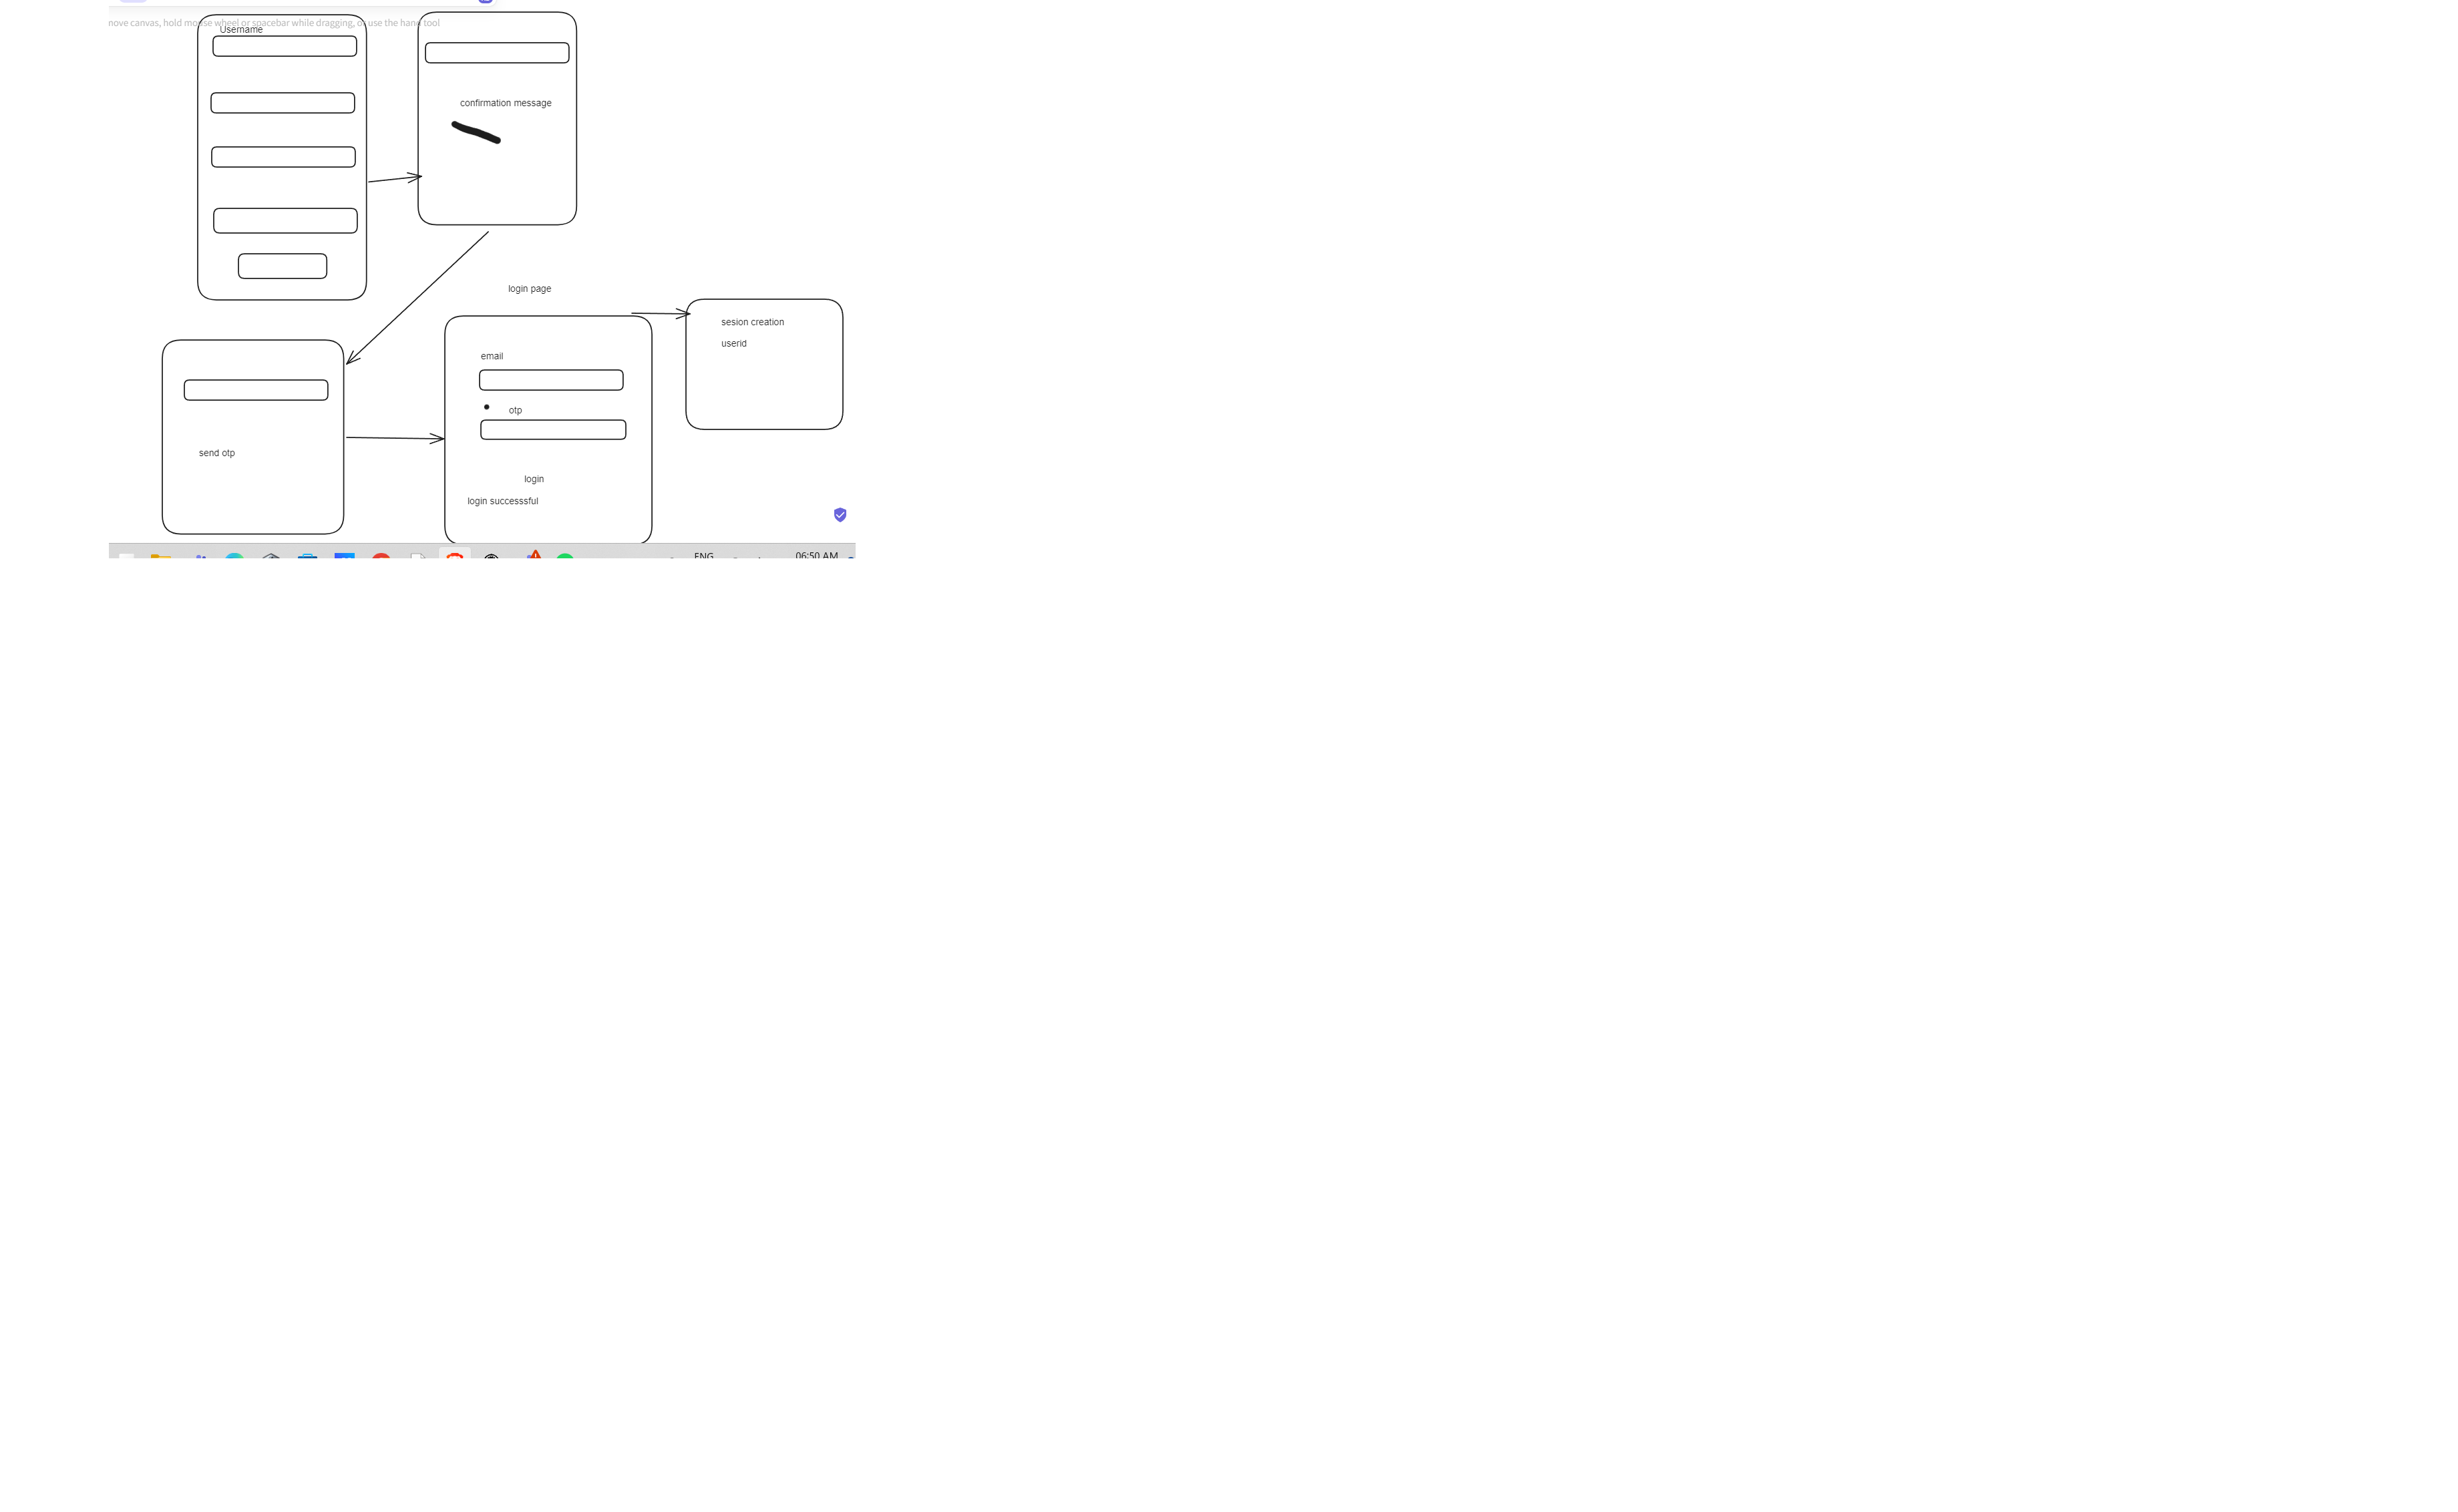 move canvas, hold mouse wheel or spacebar while dragging, or use the hand tool
Username
confirmation message
login page
sesion creation
userid
email
otp
send otp
login
login successsful
ENG
06:50 AM